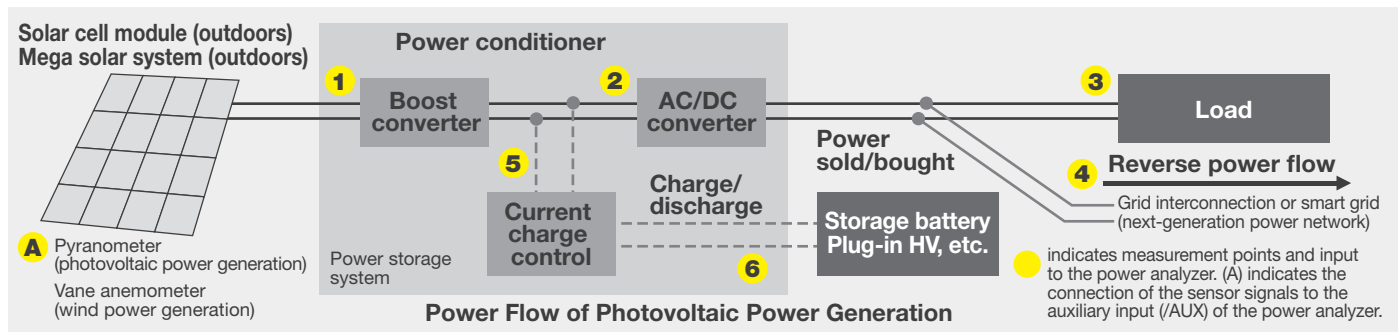 Solar cell module (outdoors)
Mega solar system (outdoors)
Power conditioner
1
2
3
Boost
converter
AC/DC
converter
Load
Power
sold/bought
5
4
Reverse power flow
Charge/
discharge
Grid interconnection or smart grid
(next-generation power network)
Current
charge
control
Storage battery
Plug-in HV, etc.
A
Pyranometer
(photovoltaic power generation)
Vane anemometer
(wind power generation)
Power storage
system
6
indicates measurement points and input
to the power analyzer. (A) indicates the
connection of the sensor signals to the
auxiliary input (/AUX) of the power analyzer.
Power Flow of Photovoltaic Power Generation